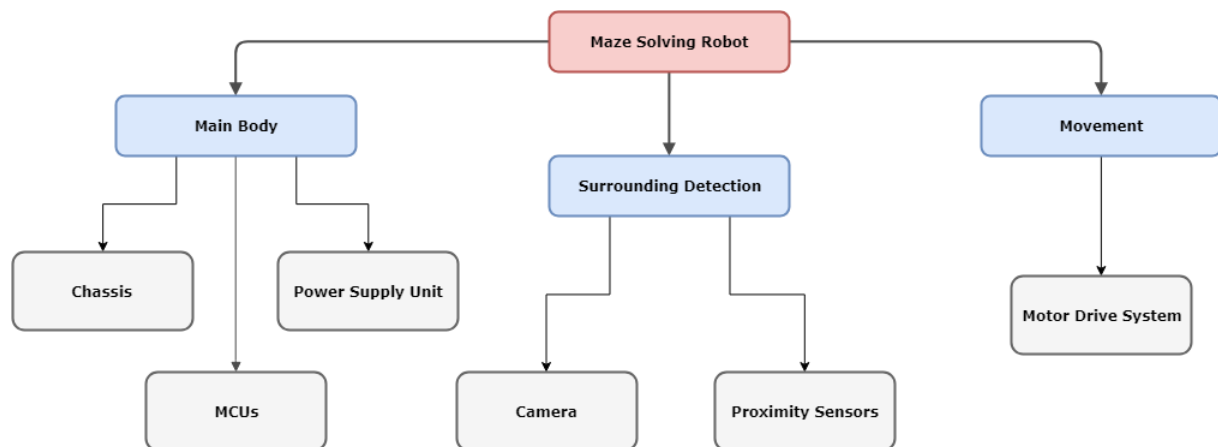 Maze Solving Robot
Main Body
Movement
Surrounding Detection
Chassis
Power Supply Unit
Motor Drive System
MCUs
Camera
Proximity Sensors